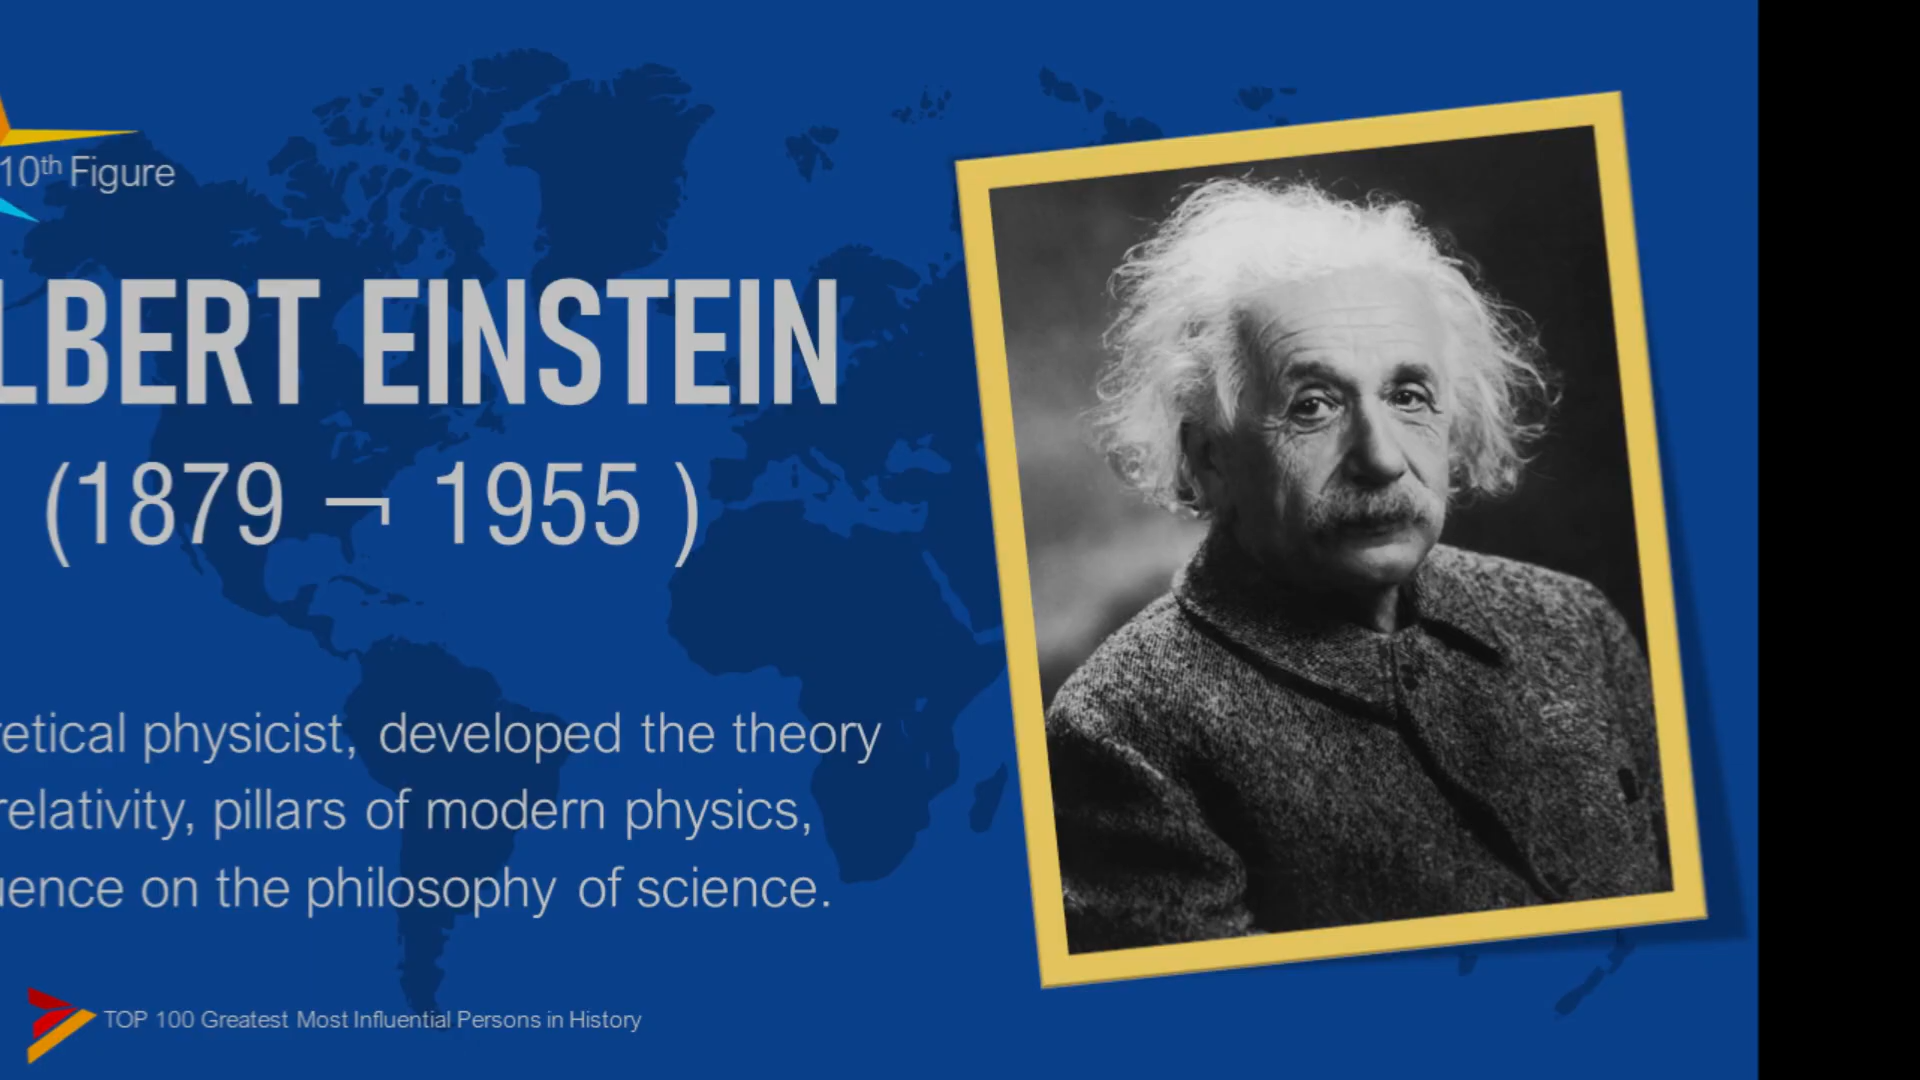 10th Figure
LBERT EINSTEIN
(1879 ¬ 1955 )
retical physicist, developed the theory
relativity, pillars of modern physics,
uence on the philosophy of science.
TOP 100 Greatest Most Influential Persons in History